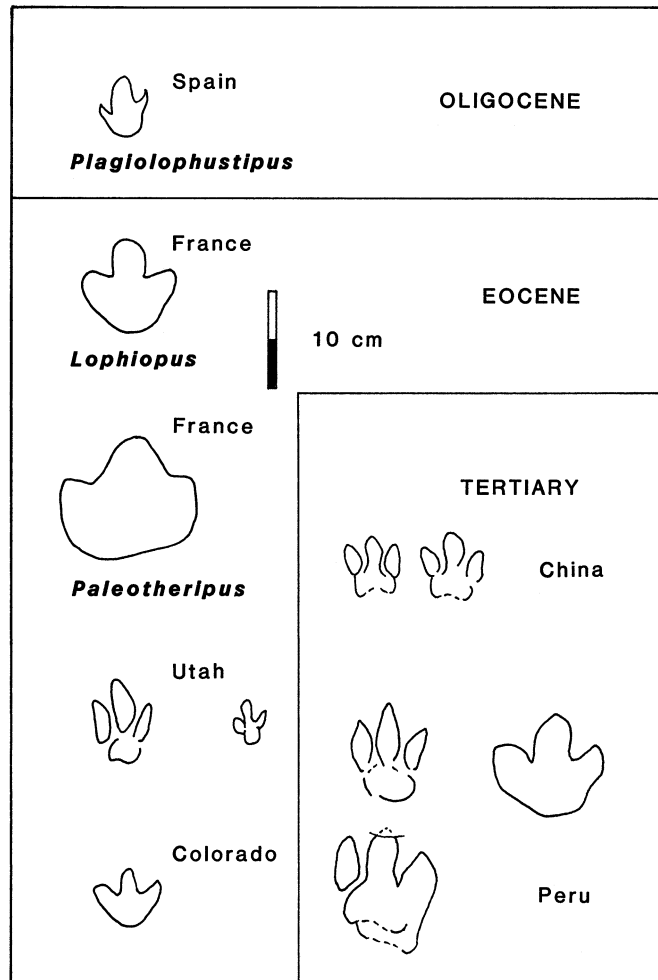 Spain
OLIGOCENE
Plagiolophustipus
France
EOCENE
10 cm
Lophiopus
France
TERTIARY
China
Paleotheripus
Utah
Colorado
Peru